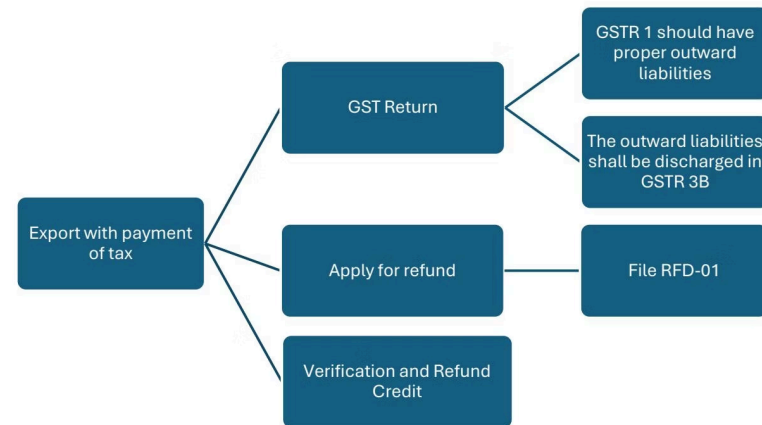 GSTR 1 should have
proper outward
liabilities
GST Return
The outward liabilities
shall be discharged in
GSTR 3B
Export with payment
of tax
Apply for refund
File RFD-01
Verification and Refund
Credit